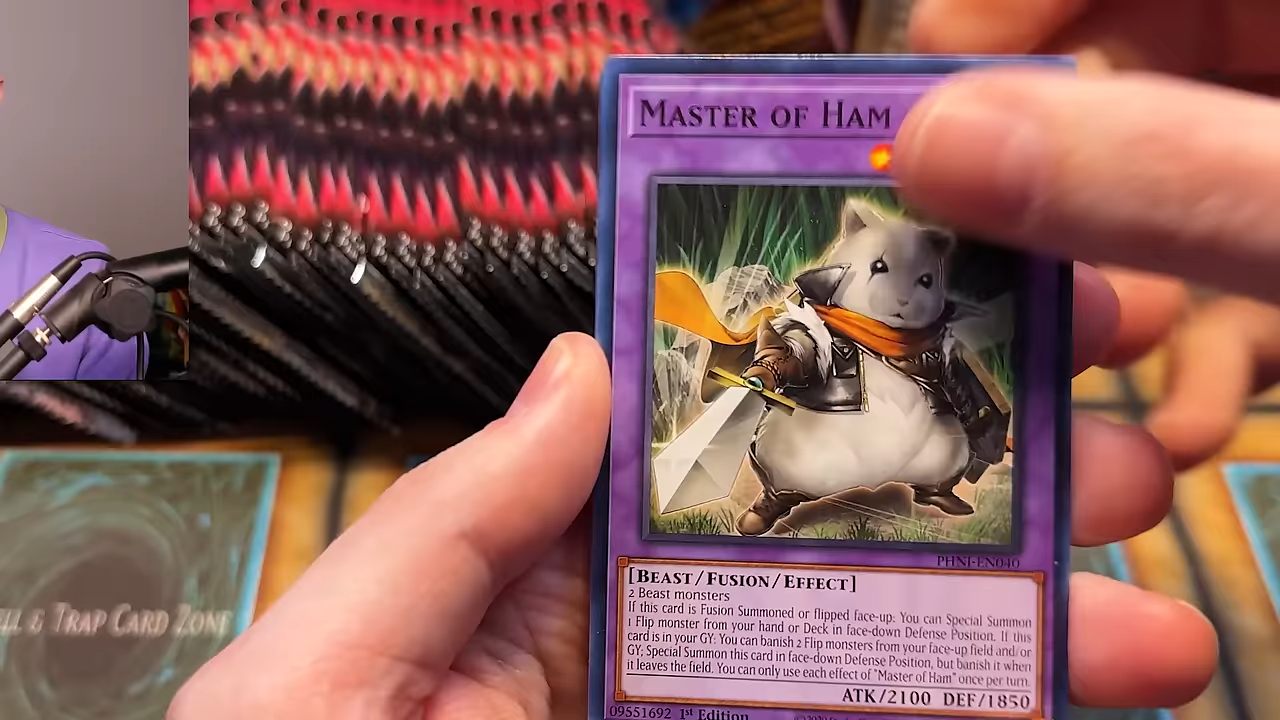 MASTER OF HAM
PHNI-EN040
[BEAST/FUSION/EFFECT]
2 Beast monsters
If this card is Fusion Summoned or flipped face-up: You can Special Summon
1 Flip monster from your hand or Deck in face-down Defense Position. If this
card is in your GY: You can banish 2 Flip monsters from your face-up field and/or
GY; Special Summon this card in face-down Defense Position, but banish it when
it leaves the field. You can only use each effect of "Master of Ham" once per turn.
ATK/2100 DEF/1850
09551692 1st Edition
LL & TRAP CARD ZONE